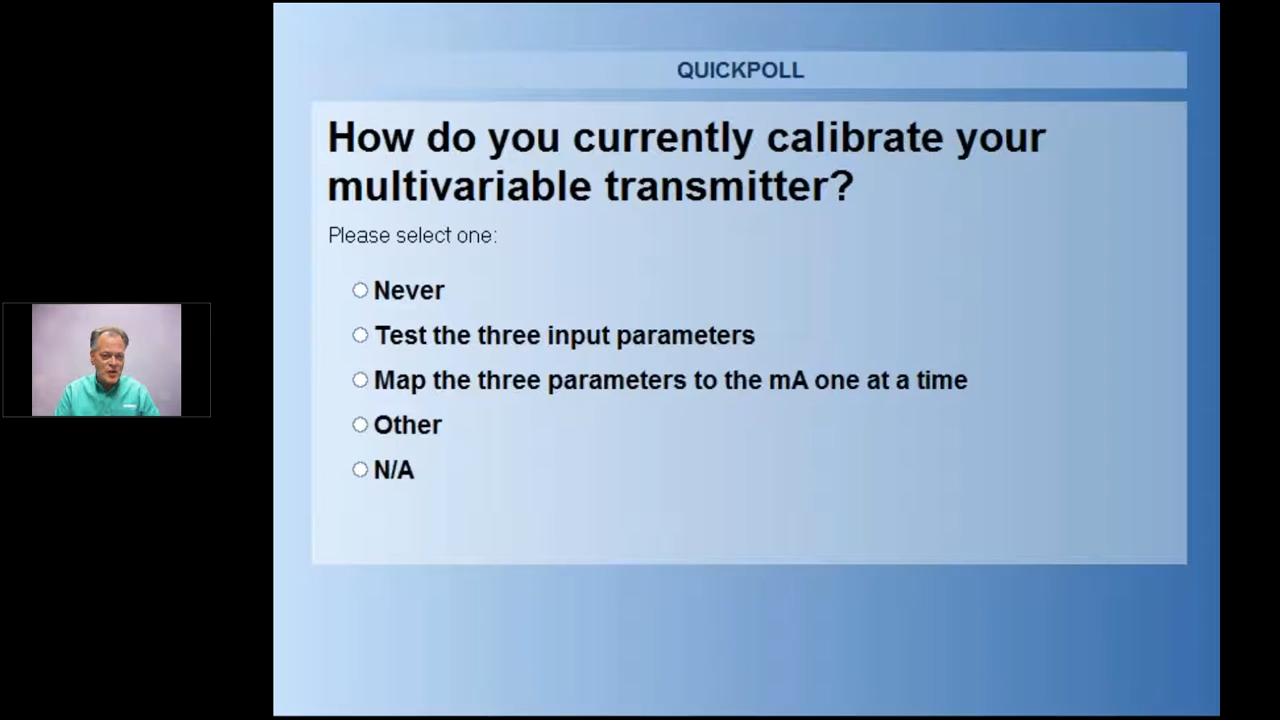 QUICKPOLL
How do you currently calibrate your
multivariable transmitter?
Please select one:
Never
Test the three input parameters
Map the three parameters to the mA one at a time
Other
N/A